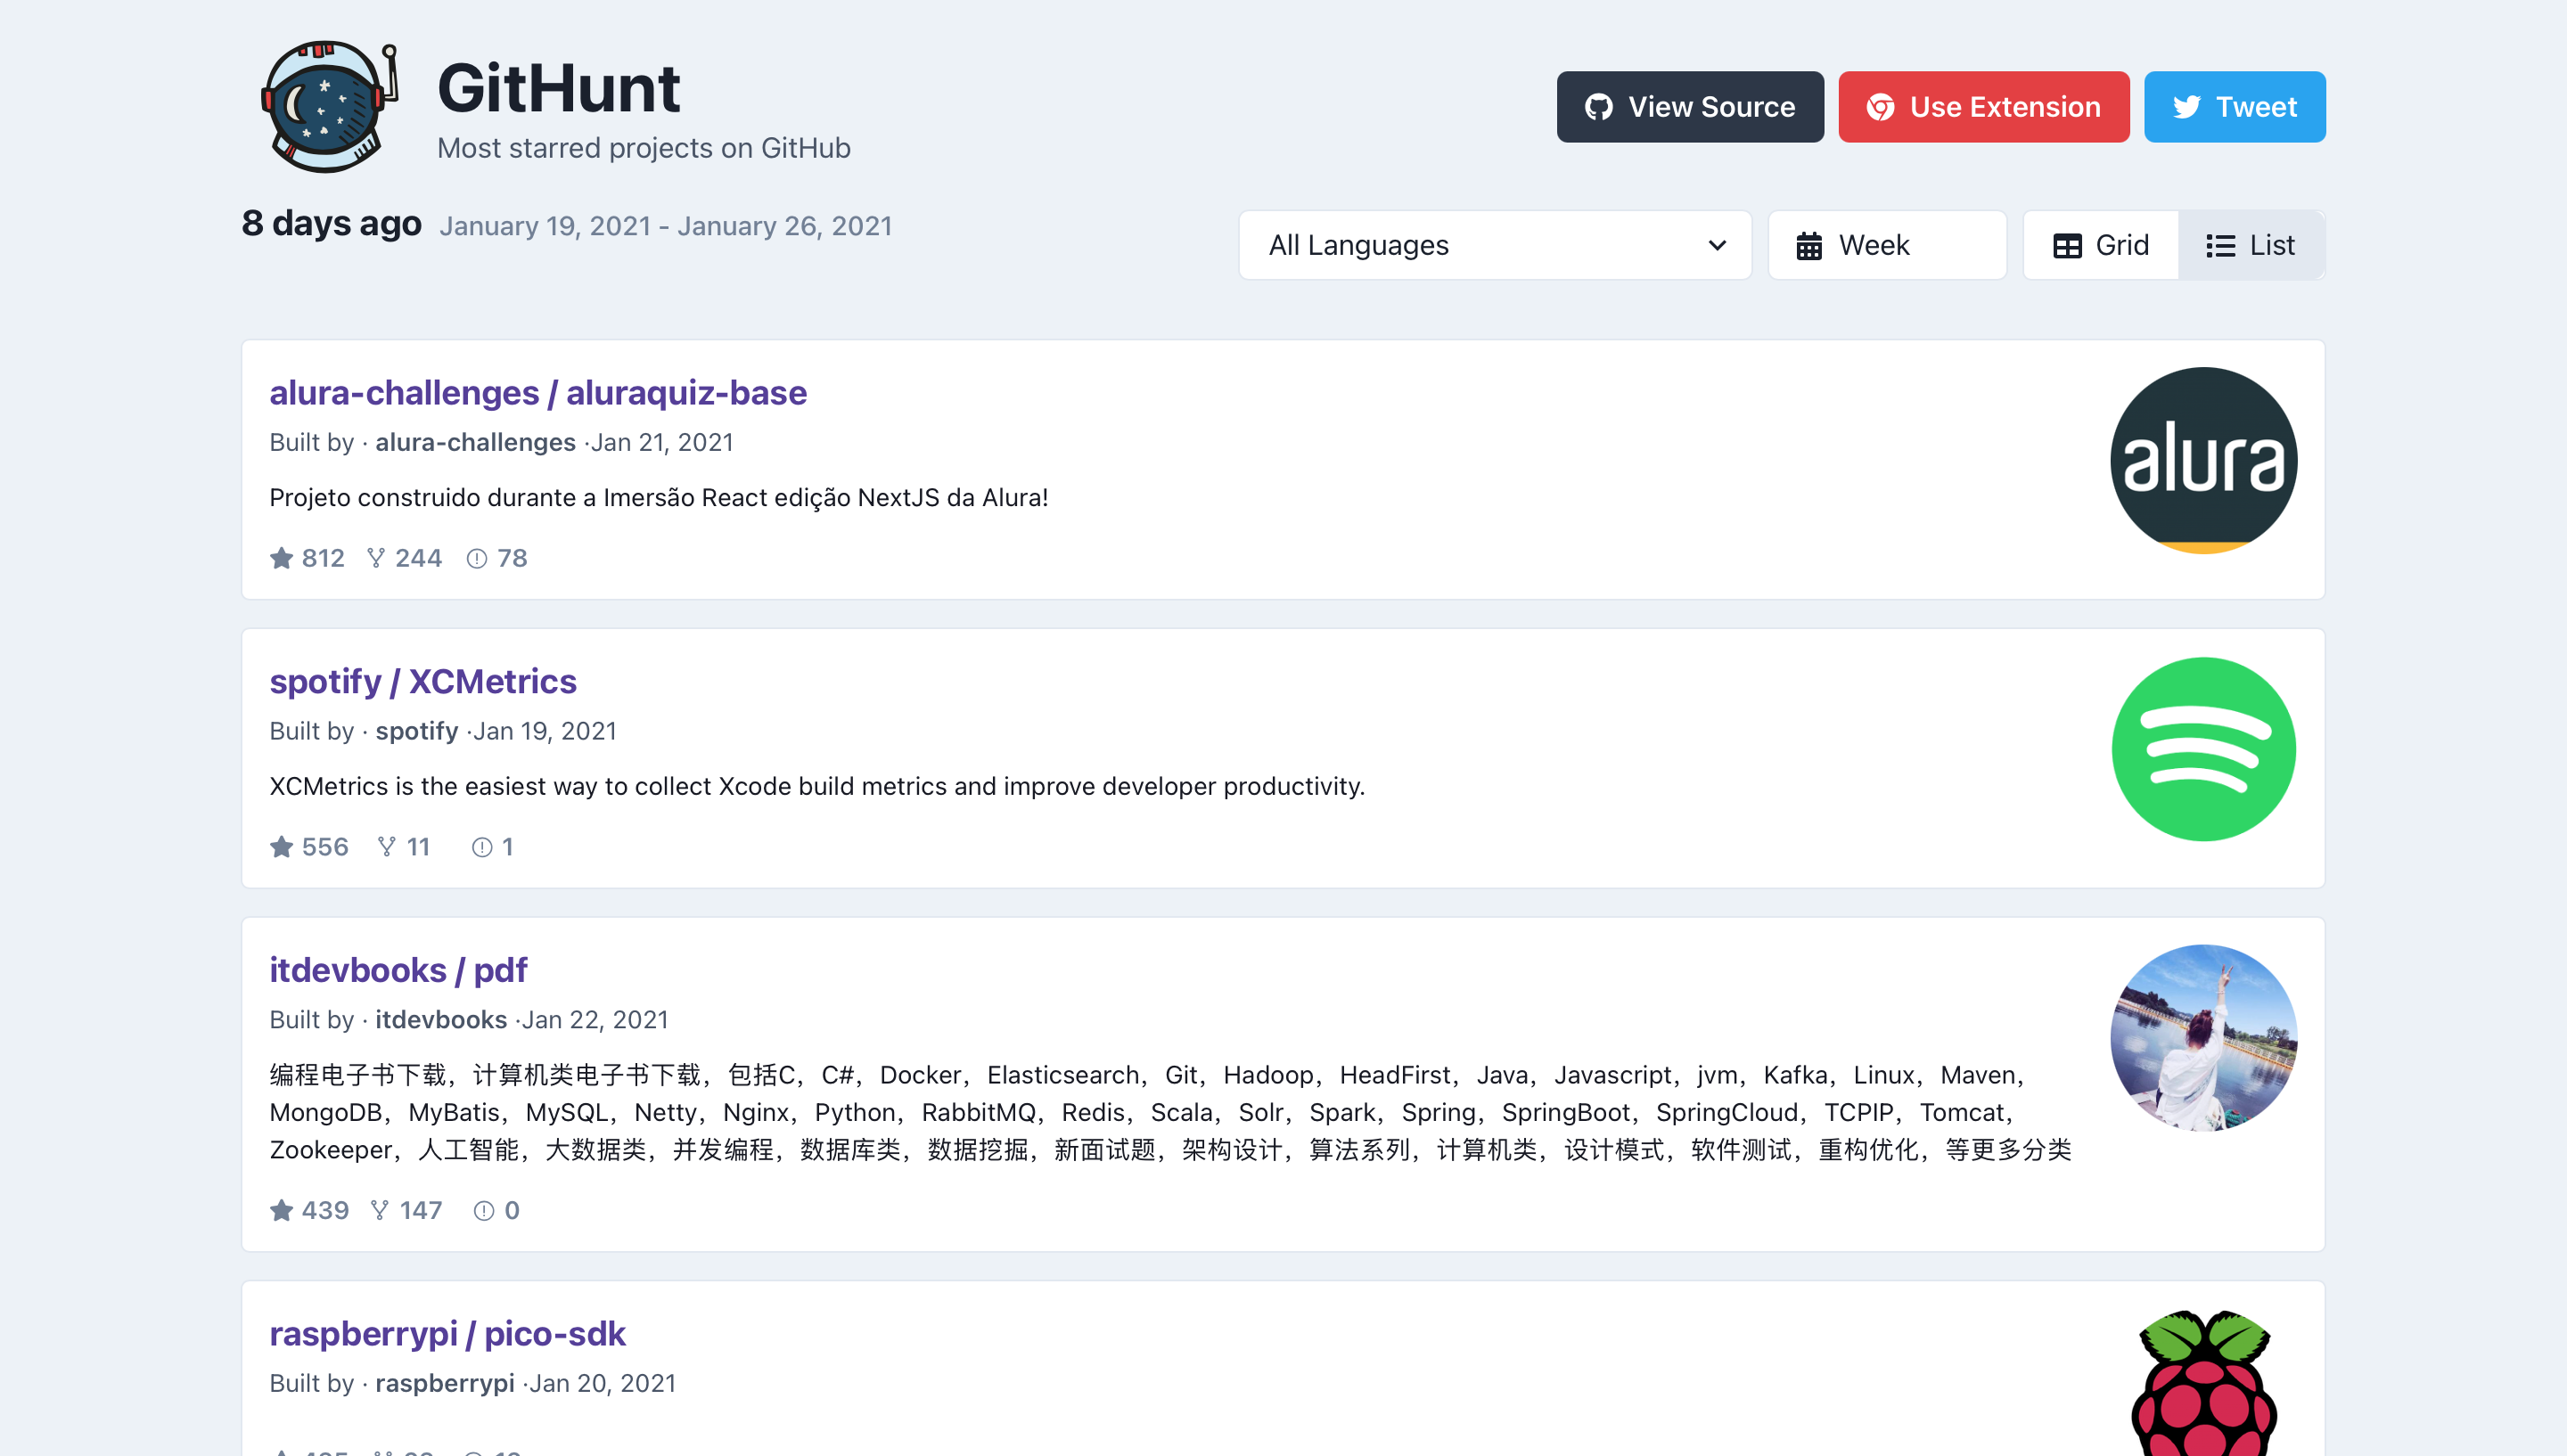 GitHunt
Most starred projects on GitHub
View Source
Use Extension
Tweet
8 days ago January 19, 2021 - January 26, 2021
All Languages
Week
Grid
List
alura-challenges / aluraquiz-base
Built by · alura-challenges ·Jan 21, 2021
Projeto construido durante a Imersão React edição NextJS da Alura!
812 244 78
alura
spotify / XCMetrics
Built by · spotify ·Jan 19, 2021
XCMetrics is the easiest way to collect Xcode build metrics and improve developer productivity.
556 11 1
itdevbooks / pdf
Built by · itdevbooks ·Jan 22, 2021
编程电子书下载，计算机类电子书下载，包括C，C#，Docker，Elasticsearch，Git，Hadoop，HeadFirst，Java，Javascript，jvm，Kafka，Linux，Maven，
MongoDB，MyBatis，MySQL，Netty，Nginx，Python，RabbitMQ，Redis，Scala，Solr，Spark，Spring，SpringBoot，SpringCloud，TCPIP，Tomcat，
Zookeeper，人工智能，大数据类，并发编程，数据库类，数据挖掘，新面试题，架构设计，算法系列，计算机类，设计模式，软件测试，重构优化，等更多分类
439 147 0
raspberrypi / pico-sdk
Built by · raspberrypi ·Jan 20, 2021